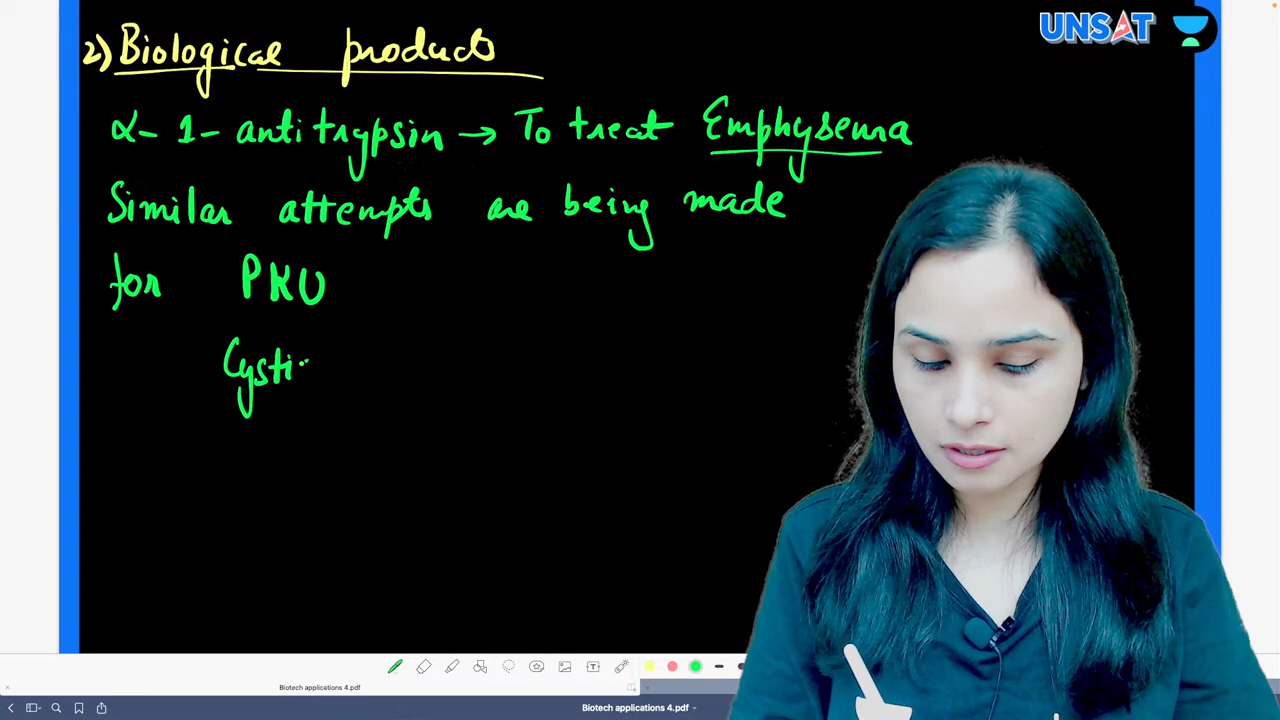 UNSAT
2) Biological products
α-1-antitrypsin → To treat Emphysema
Similar attempts are being made
for PKU
Cysti
Biotech applications 4.pdf
Biotech applications 4.pdf